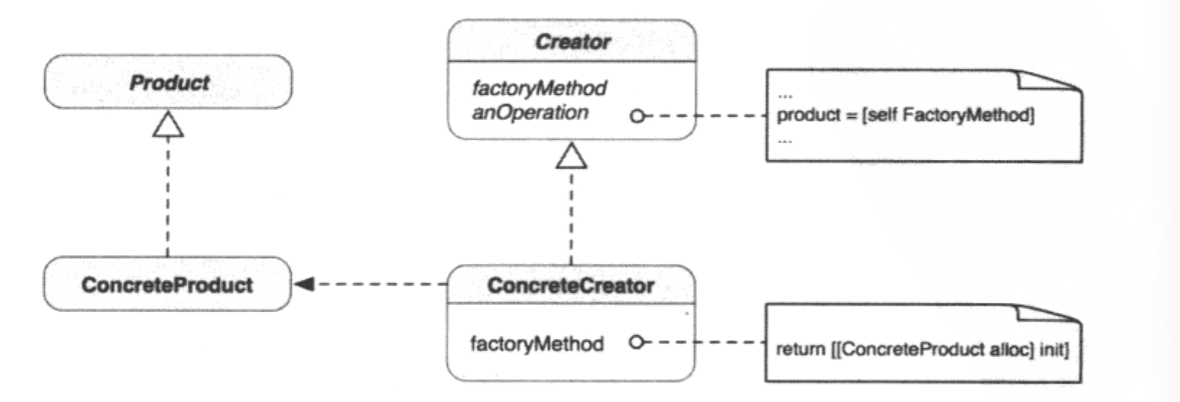 Product
Creator
factoryMethod
anOperation
...
product = [self FactoryMethod]
...
ConcreteProduct
ConcreteCreator
factoryMethod
return [[ConcreteProduct alloc] init]